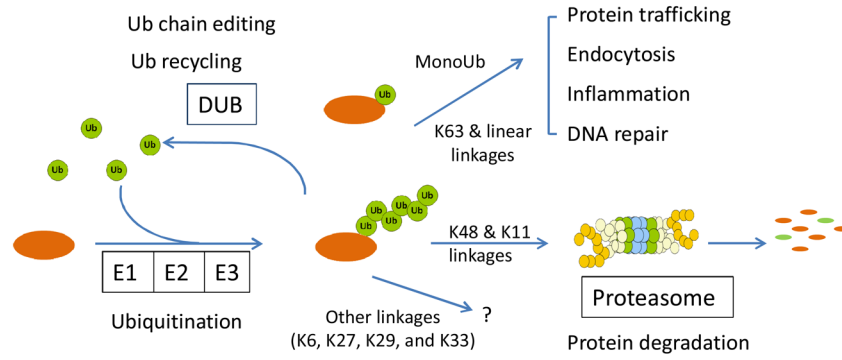 Ub chain editing
Ub recycling
DUB
Ub
Ub
Ub
Ub
E1 E2 E3
Ubiquitination
Ub
MonoUb
K63 & linear
linkages
Protein trafficking
Endocytosis
Inflammation
DNA repair
Ub
Ub
Ub
Ub
Ub
Ub
K48 & K11
linkages
Other linkages
(K6, K27, K29, and K33)
?
Proteasome
Protein degradation